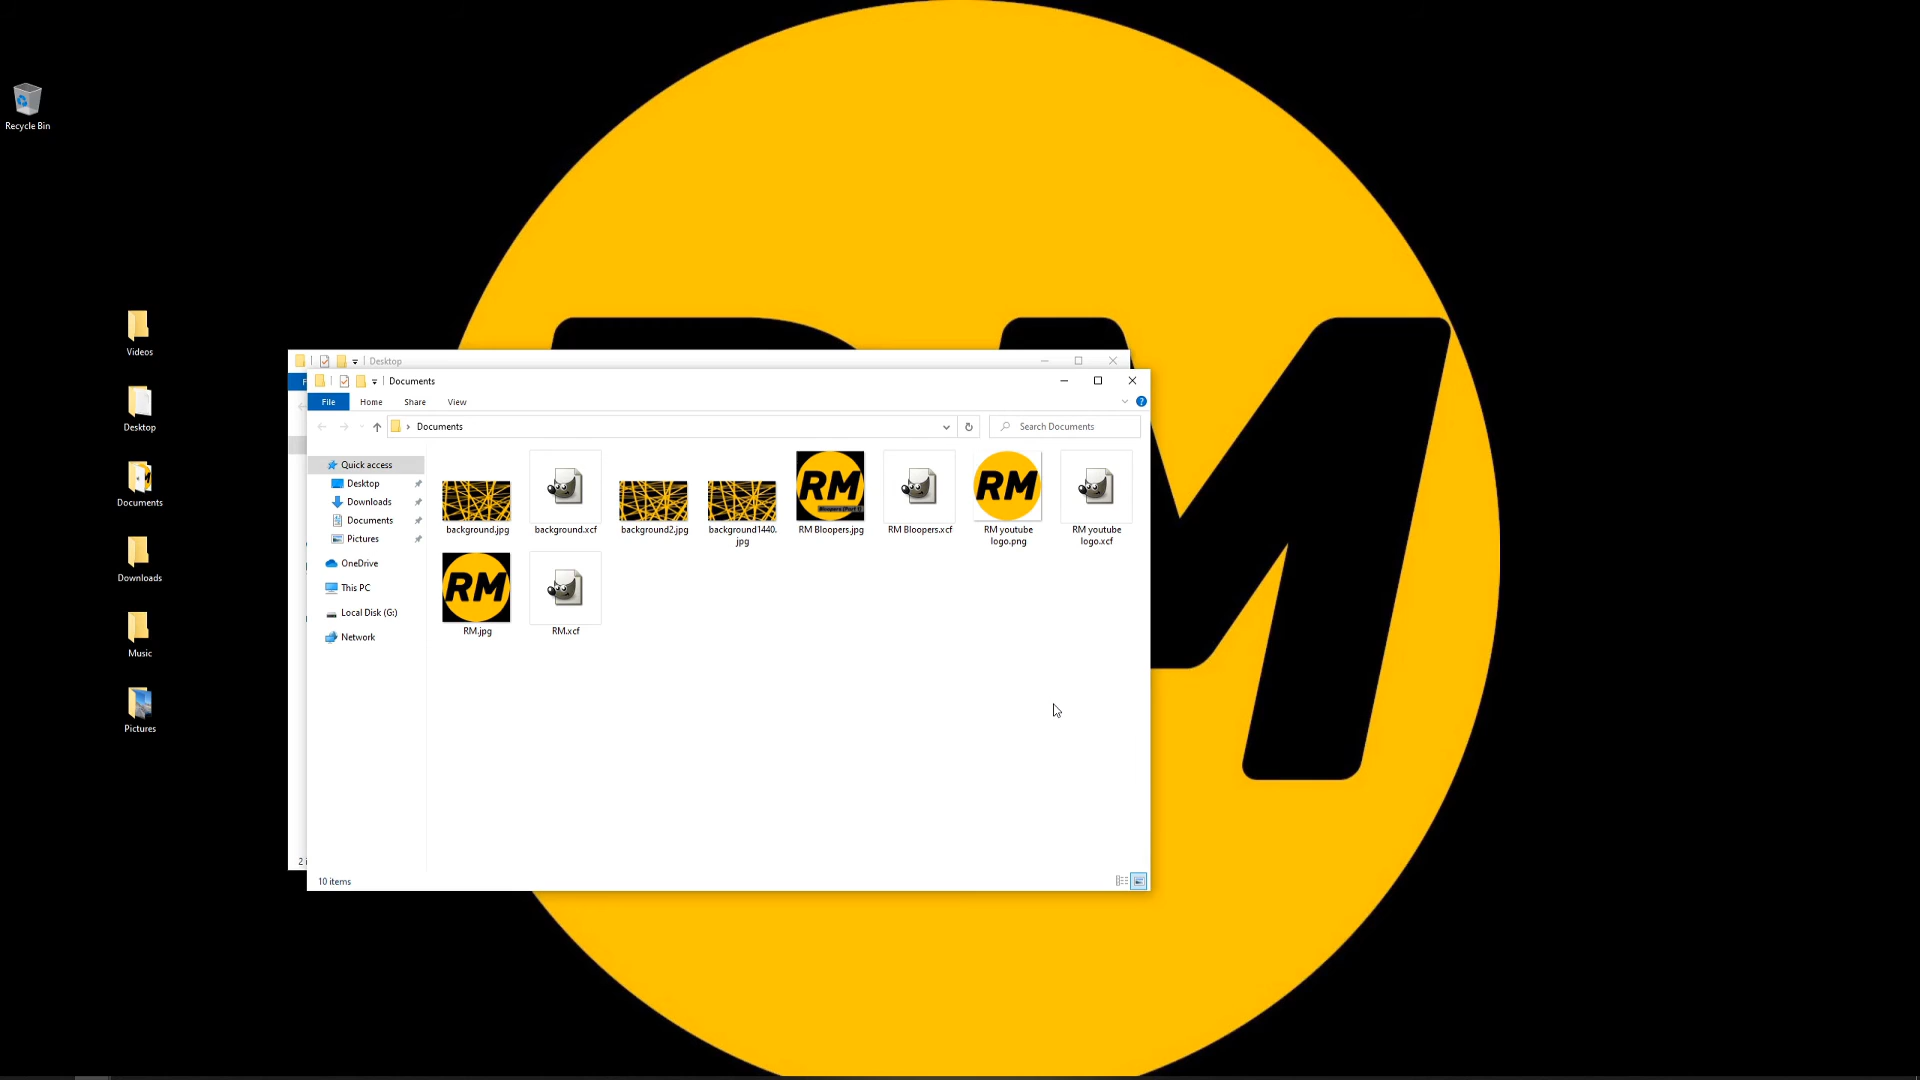 Recycle Bin
Videos
Desktop
Documents
Downloads
Music
Pictures
Desktop
Documents
File
Home
Share
View
Documents
Search Documents
Quick access
Desktop
Downloads
Documents
Pictures
OneDrive
This PC
Local Disk (G:)
Network
background.jpg
background.xcf
background2.jpg
background1440.
jpg
RM
RM Bloopers.jpg
RM Bloopers.xcf
RM
RM youtube
logo.png
RM youtube
logo.xcf
RM
RM.jpg
RM.xcf
10 items